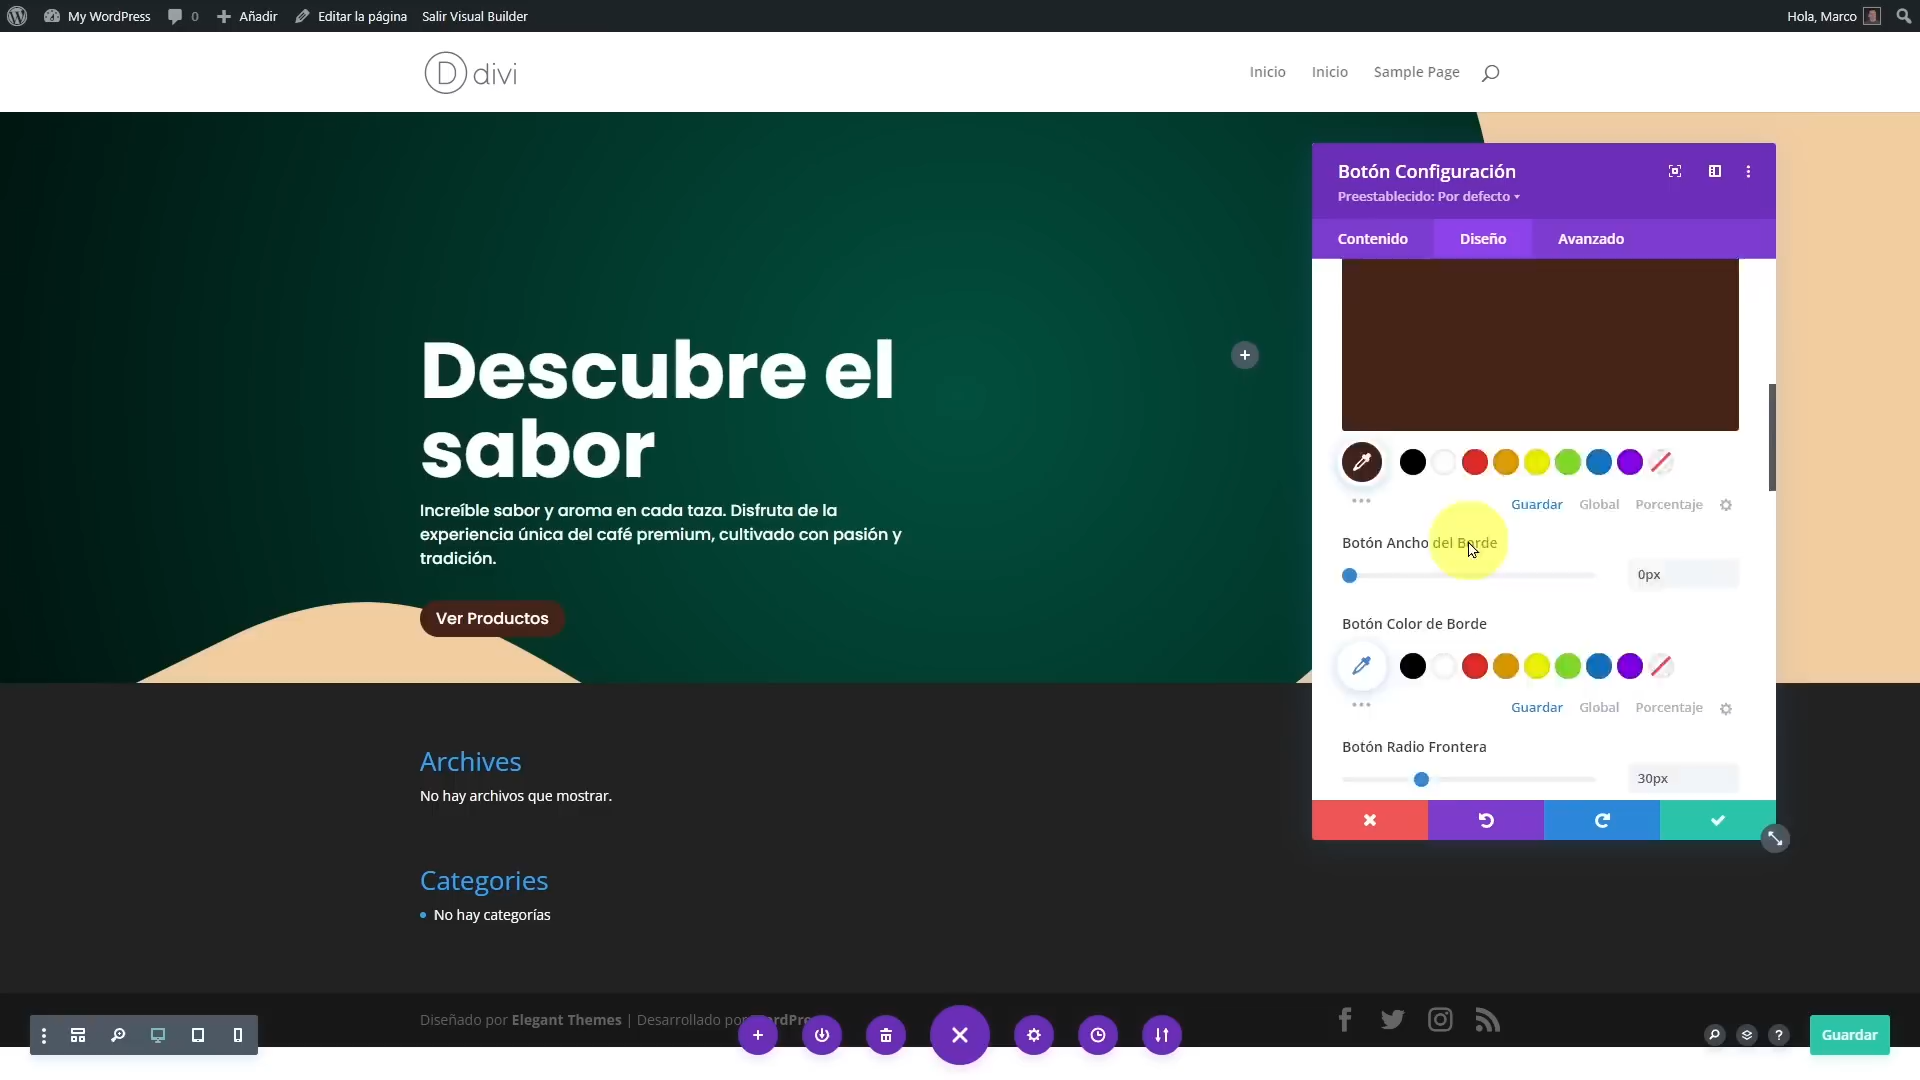 My WordPress
0
Añadir
Editar la página
Salir Visual Builder
Hola, Marco
D divi
Inicio
Inicio
Sample Page
Descubre el
sabor
Increíble sabor y aroma en cada taza. Disfruta de la
experiencia única del café premium, cultivado con pasión y
tradición.
Ver Productos
Botón Configuración
Preestablecido: Por defecto
Contenido
Diseño
Avanzado
Guardar
Global
Porcentaje
Botón Ancho del Borde
0px
Botón Color de Borde
Guardar
Global
Porcentaje
Botón Radio Frontera
30px
Archives
No hay archivos que mostrar.
Categories
No hay categorías
Diseñado por Elegant Themes | Desarrollado por
?
Guardar